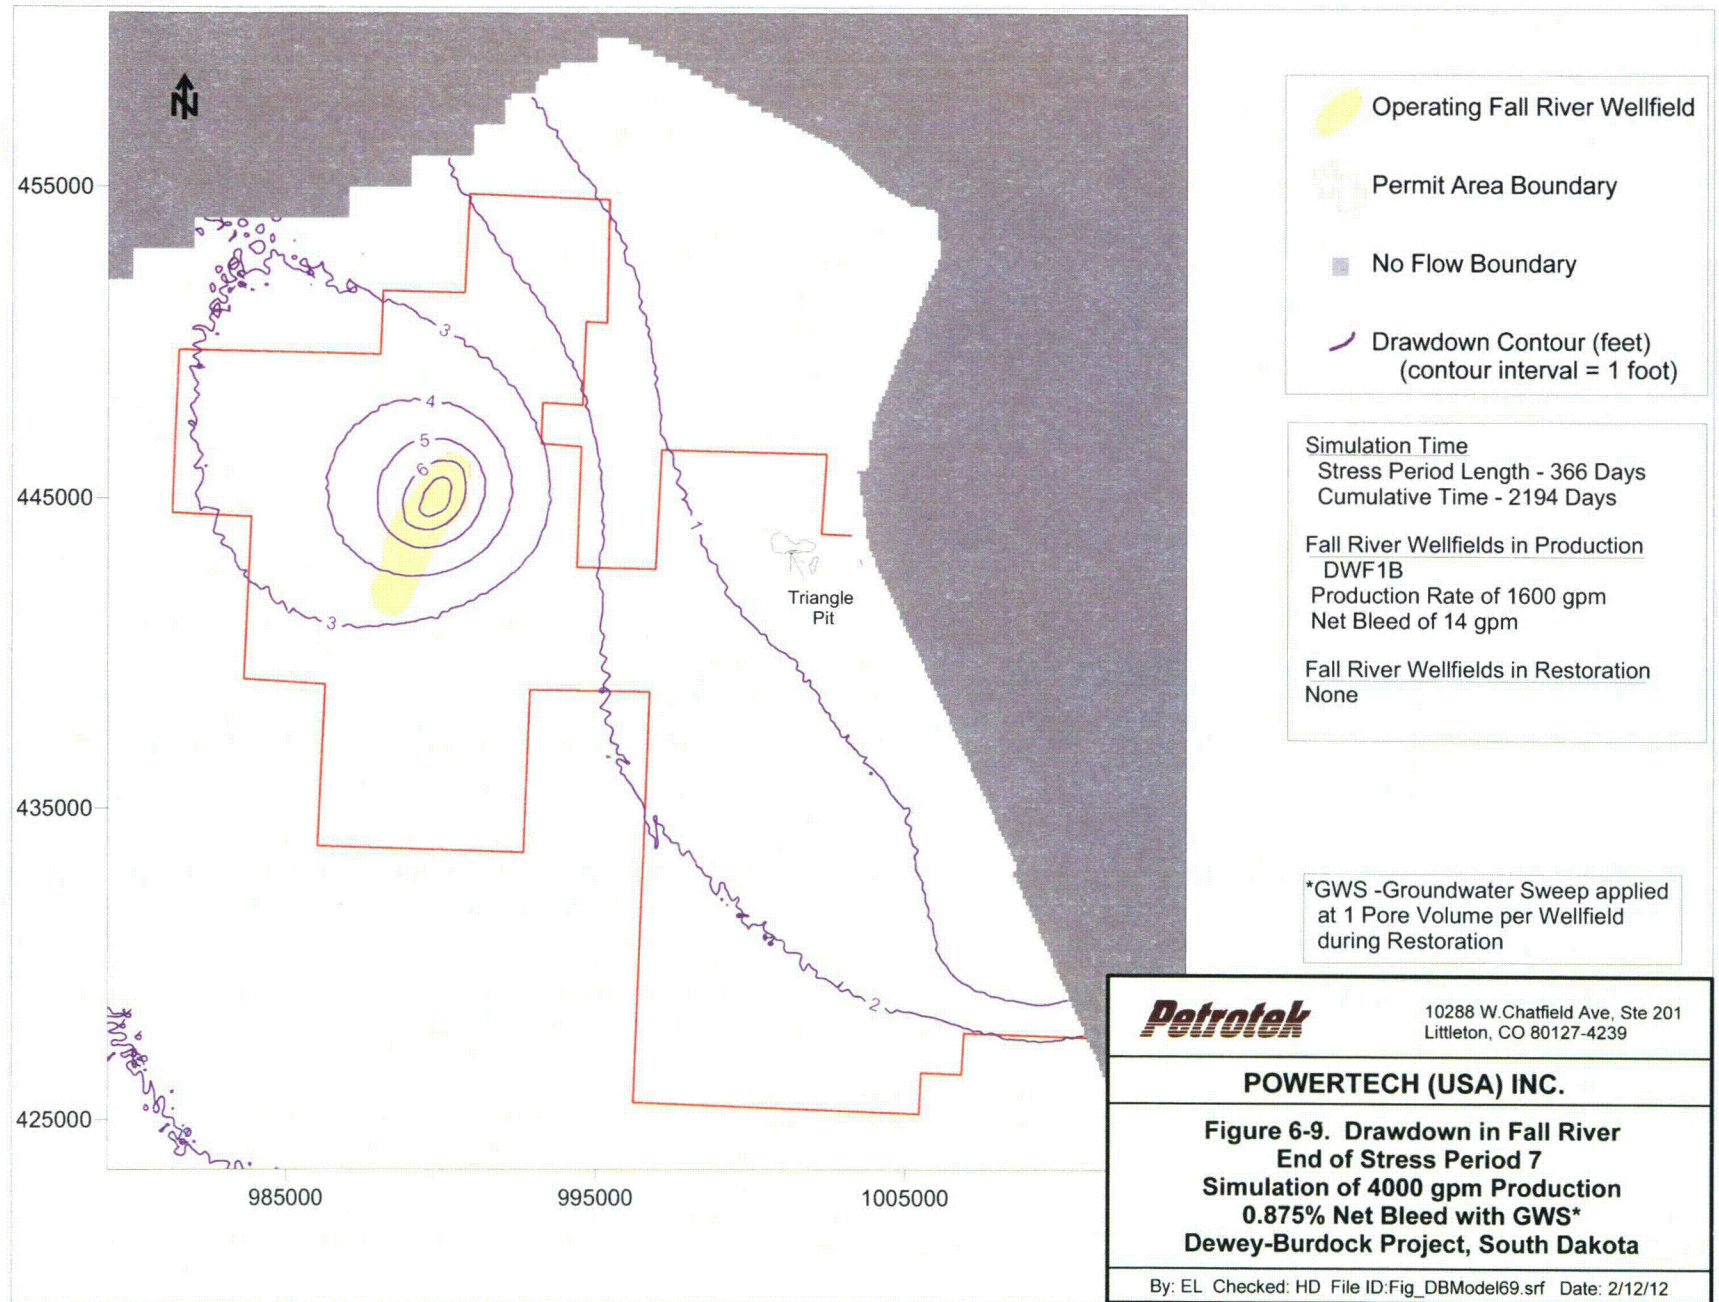 N
455000
445000
435000
425000
985000
995000
1005000
3
4
5
6
3
1
2
Triangle
Pit
Operating Fall River Wellfield
Permit Area Boundary
No Flow Boundary
Drawdown Contour (feet)
(contour interval = 1 foot)
Simulation Time
Stress Period Length - 366 Days
Cumulative Time - 2194 Days
Fall River Wellfields in Production
DWF1B
Production Rate of 1600 gpm
Net Bleed of 14 gpm
Fall River Wellfields in Restoration
None
*GWS -Groundwater Sweep applied
at 1 Pore Volume per Wellfield
during Restoration
Petrotek
10288 W.Chatfield Ave, Ste 201
Littleton, CO 80127-4239
POWERTECH (USA) INC.
Figure 6-9. Drawdown in Fall River
End of Stress Period 7
Simulation of 4000 gpm Production
0.875% Net Bleed with GWS*
Dewey-Burdock Project, South Dakota
By: EL Checked: HD File ID:Fig_DBModel69.srf Date: 2/12/12